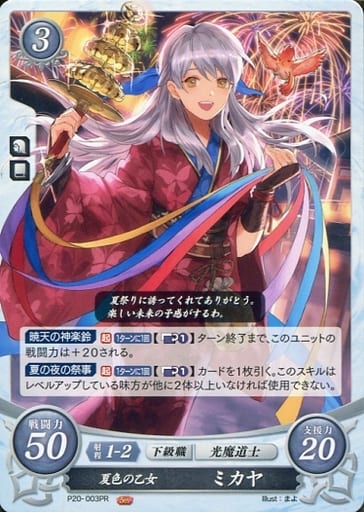 3
夏祭りに誘ってくれてありがとう。
楽しい未来の予感がするわ。
暁天の神楽鈴 起 1ターンに1回 [1] ターン終了まで、このユニットの
戦闘力は+20される。
夏の夜の祭事 起 1ターンに1回 [1] カードを1枚引く。このスキルは
レベルアップしている味方が他に2体以上いなければ使用できない。
戦闘力 50
射程 1-2 下級職 光魔道士
支援力 20
夏色の乙女 ミカヤ
P20-003PR
Illust:まよ